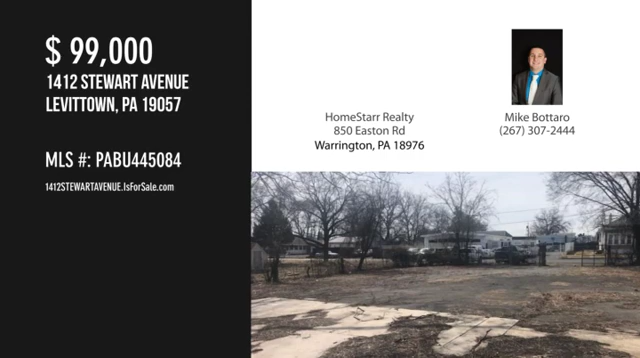 $ 99,000
1412 STEWART AVENUE
LEVITTOWN, PA 19057
MLS #: PABU445084
1412STEWARTAVENUE.IsForSale.com
HomeStarr Realty
850 Easton Rd
Warrington, PA 18976
Mike Bottaro
(267) 307-2444